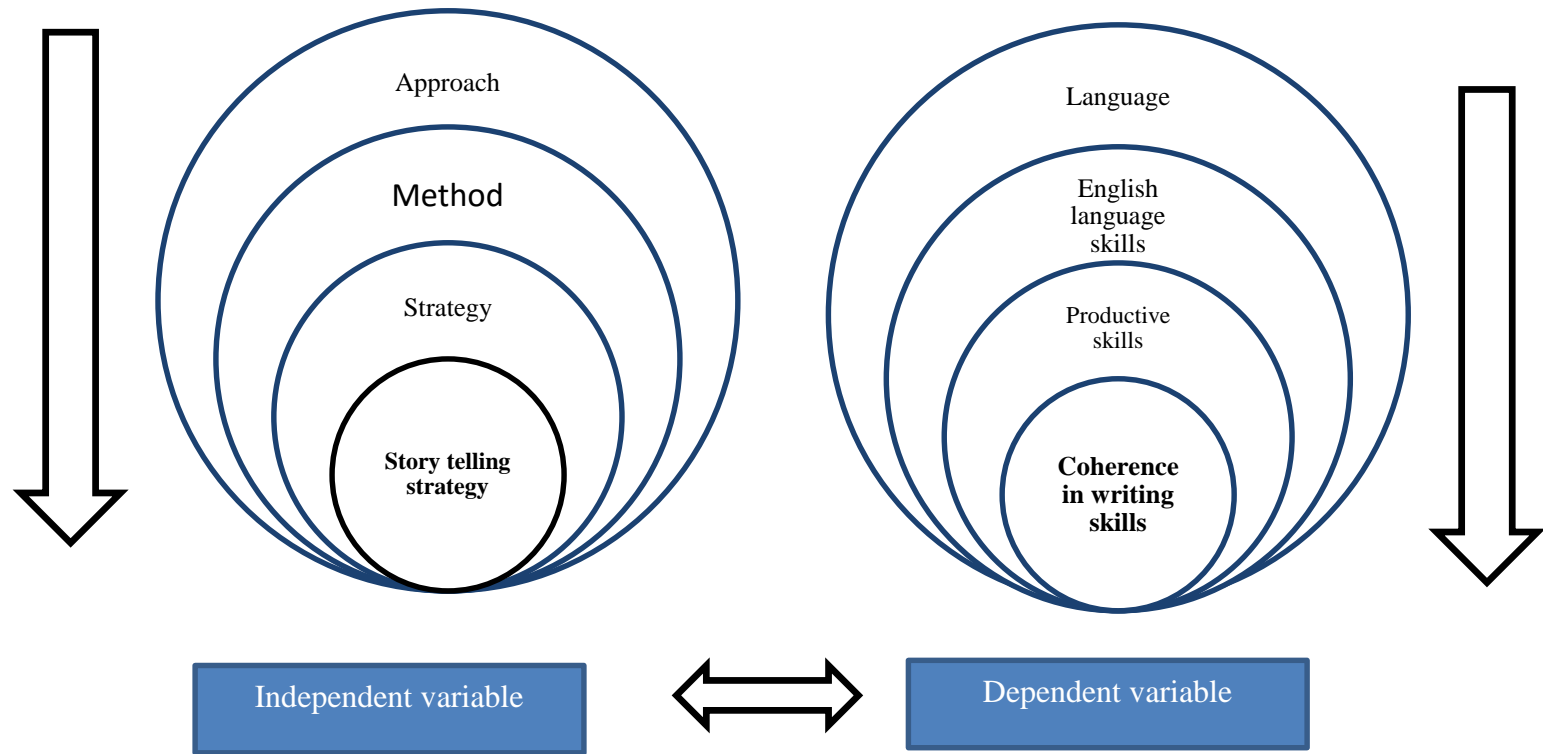 Approach
Method
Strategy
Story telling
strategy
Language
English
language
skills
Productive
skills
Coherence
in writing
skills
Independent variable
Dependent variable